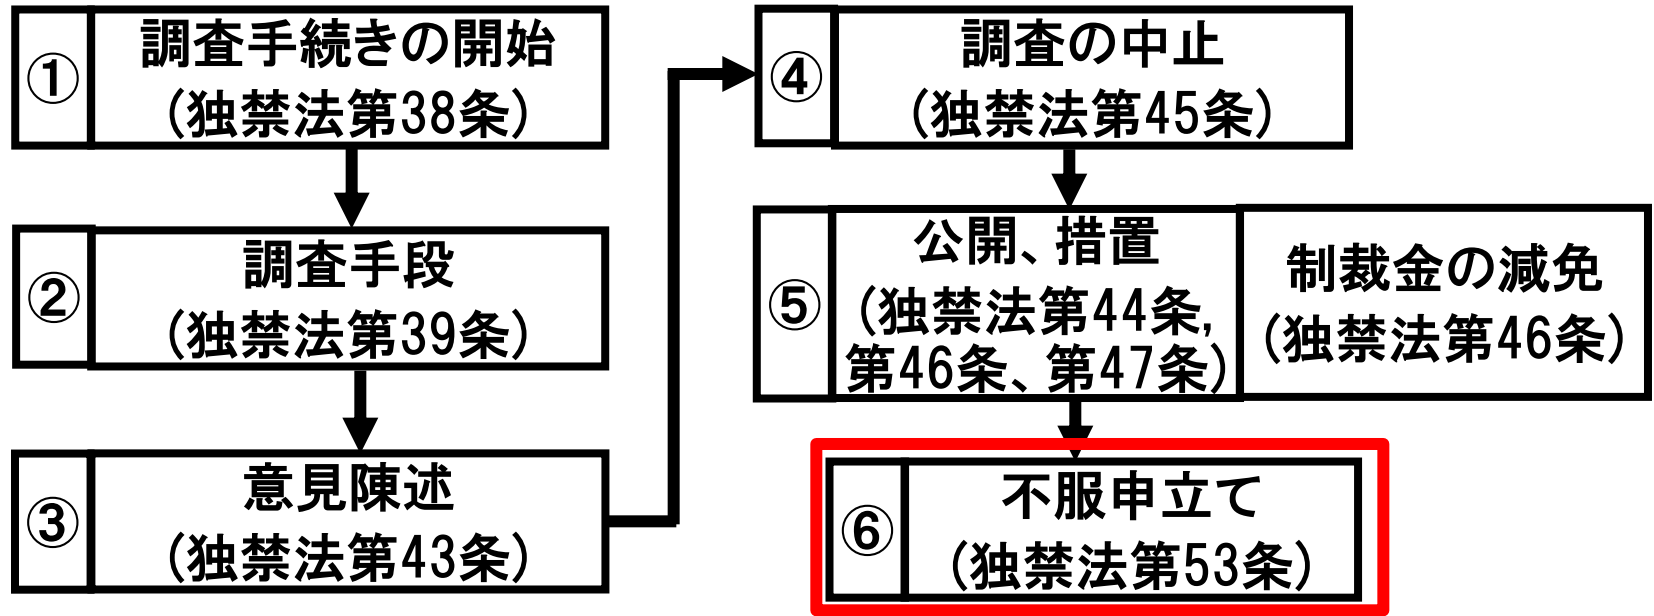 ①
調査手続きの開始
（独禁法第38条）
②
調査手段
（独禁法第39条）
③
意見陳述
（独禁法第43条）
④
調査の中止
（独禁法第45条）
⑤
公開、措置
（独禁法第44条,
第46条、第47条）
制裁金の減免
（独禁法第46条）
⑥
不服申立て
（独禁法第53条）